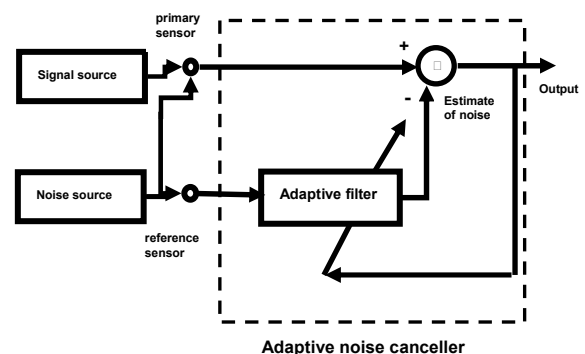 primary
sensor
Signal source
+
-
Estimate
of noise
Output
Noise source
Adaptive filter
reference
sensor
Adaptive noise canceller